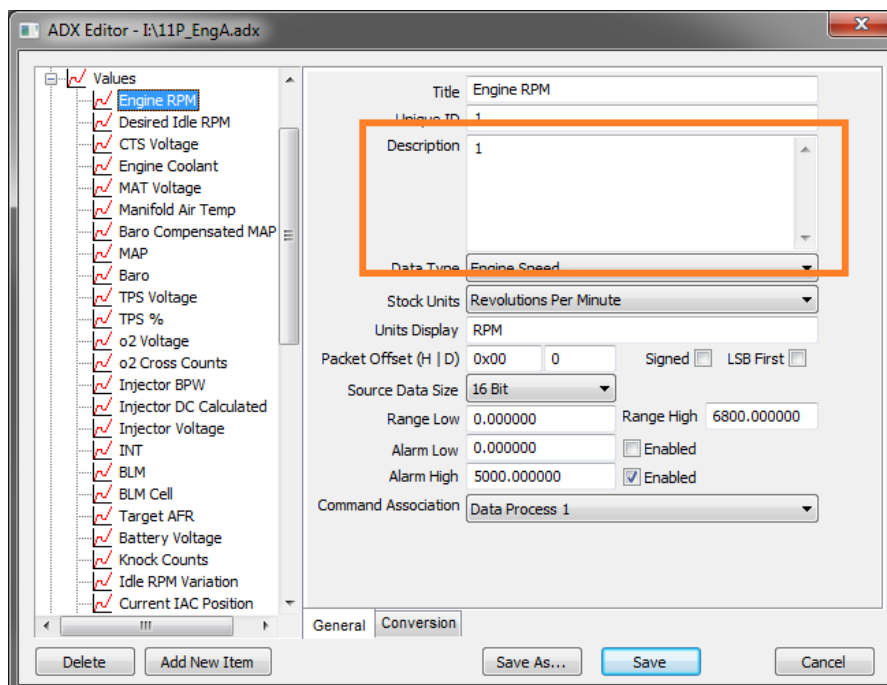 ADX Editor - I:\11P_EngA.adx
Values
Engine RPM
Desired Idle RPM
CTS Voltage
Engine Coolant
MAT Voltage
Manifold Air Temp
Baro Compensated MAP
MAP
Baro
TPS Voltage
TPS %
o2 Voltage
o2 Cross Counts
Injector BPW
Injector DC Calculated
Injector Voltage
INT
BLM
BLM Cell
Target AFR
Battery Voltage
Knock Counts
Idle RPM Variation
Current IAC Position
Title Engine RPM
Unique ID 1
Description 1
Data Type Engine Speed
Stock Units Revolutions Per Minute
Units Display RPM
Packet Offset (H | D) 0x00 0 Signed LSB First
Source Data Size 16 Bit
Range Low 0.000000 Range High 6800.000000
Alarm Low 0.000000 Enabled
Alarm High 5000.000000 Enabled
Command Association Data Process 1
General Conversion
Delete Add New Item Save As... Save Cancel